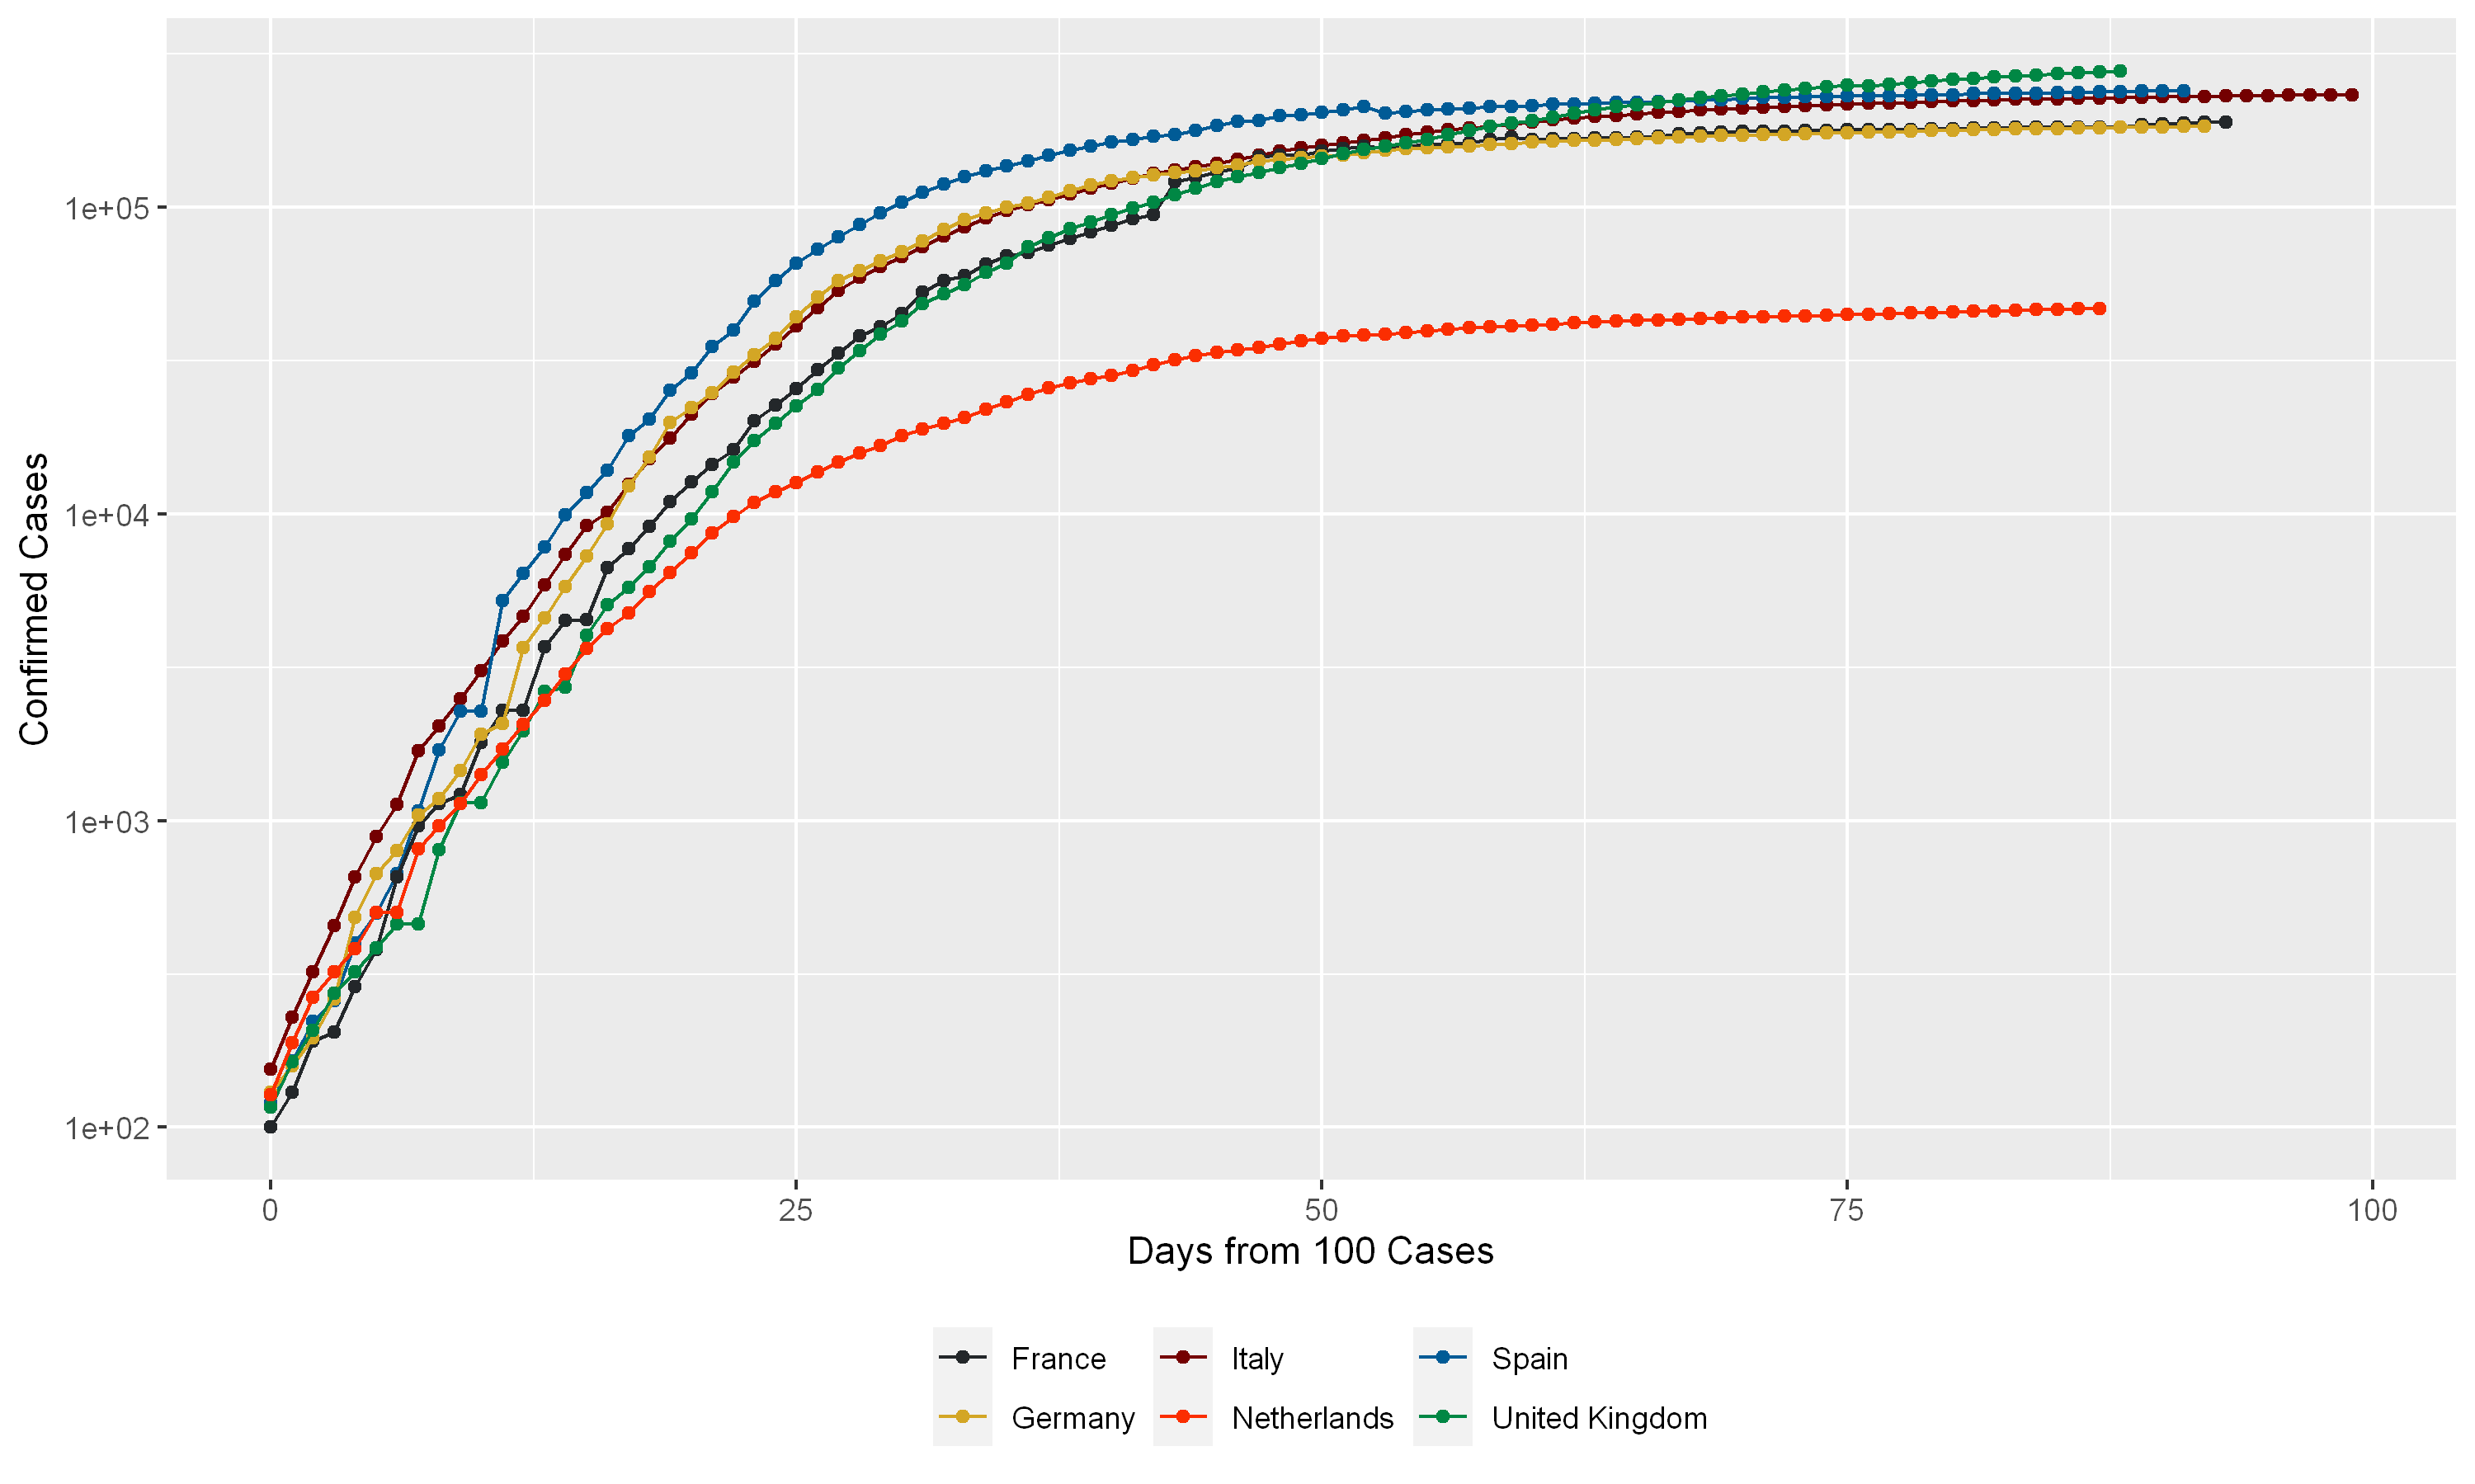 Confirmed Cases
1e+05
1e+04
1e+03
1e+02
0 25 50 75 100
Days from 100 Cases
France Italy Spain
Germany Netherlands United Kingdom